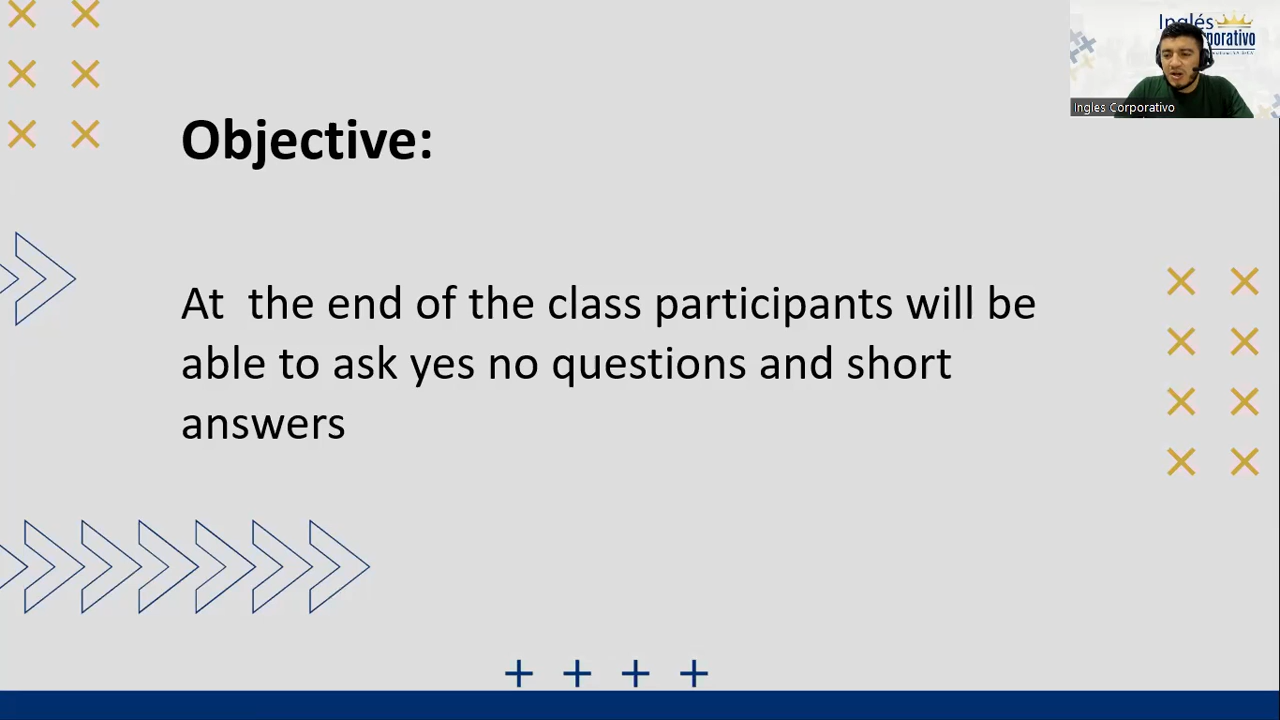 Inglés
porativo
Ingles Corporativo
Objective:
At  the end of the class participants will be
able to ask yes no questions and short
answers